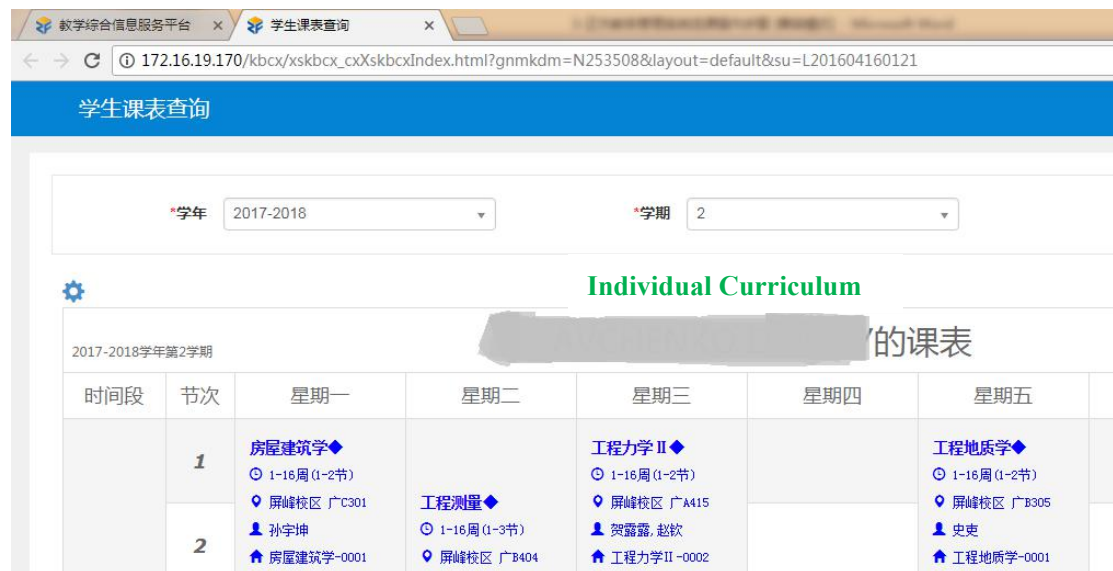 教学综合信息服务平台 ×
学生课表查询 ×
172.16.19.170/kbcx/xskbcx_cxXskbcxIndex.html?gnmkdm=N253508&layout=default&su=L201604160121
学生课表查询
*学年 2017-2018
*学期 2
Individual Curriculum
2017-2018学年第2学期
的课表
时间段 节次 星期一 星期二 星期三 星期四 星期五
1
房屋建筑学◆
1-16周(1-2节)
屏峰校区 广C301
孙宇坤
房屋建筑学-0001
工程测量◆
1-16周(1-3节)
屏峰校区 广B404
工程力学Ⅱ◆
1-16周(1-2节)
屏峰校区 广A415
贺露露,赵钦
工程力学II-0002
工程地质学◆
1-16周(1-2节)
屏峰校区 广B305
史吏
工程地质学-0001
2